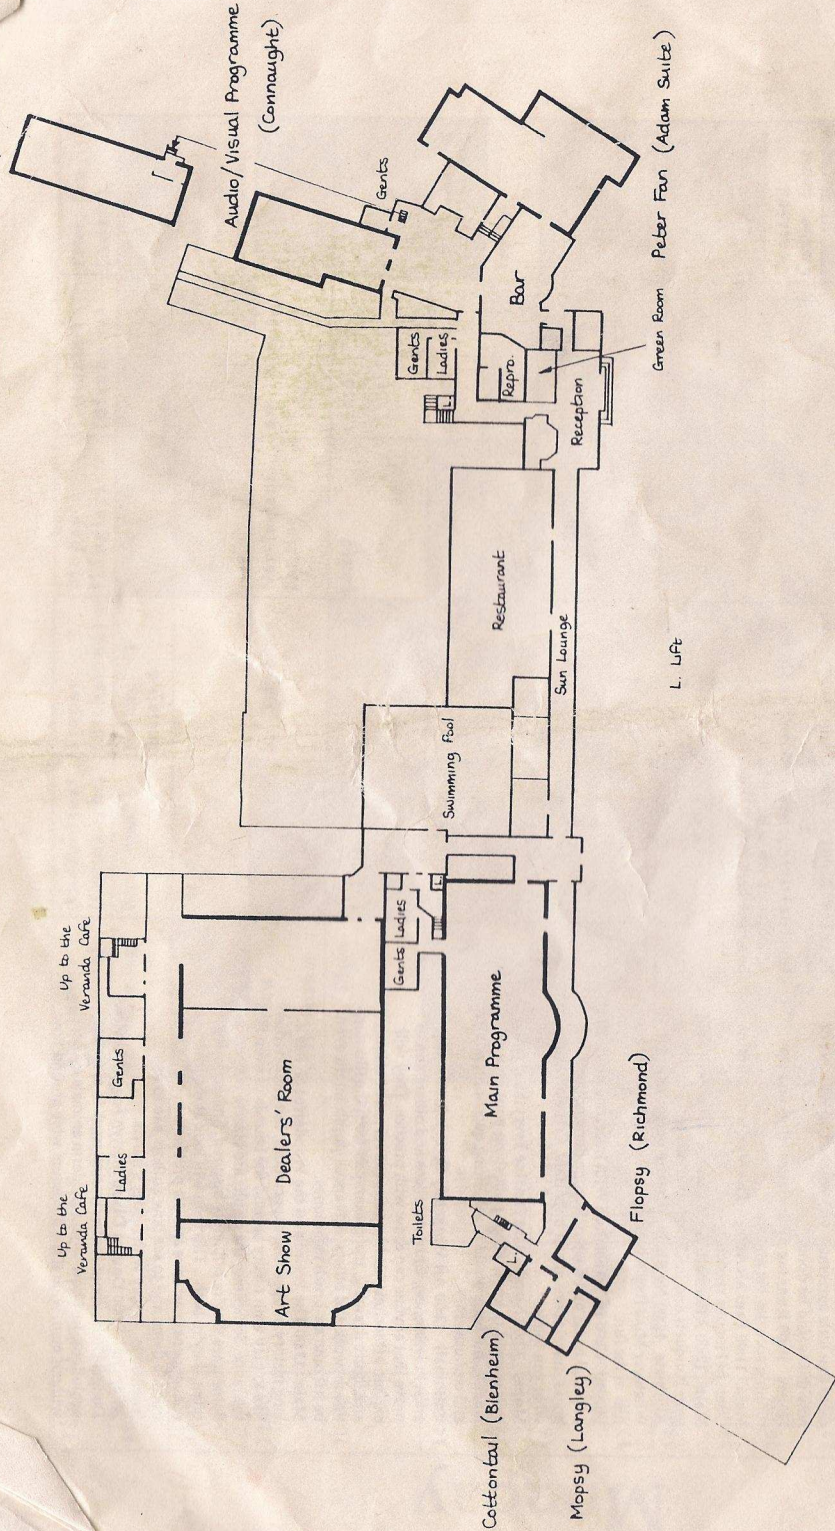 Up to the
Veranda Cafe
Ladies
Gents
Up to the
Veranda Cafe
Audio/Visual Programme
(Connaught)
Art Show
Dealers' Room
Gents
Toilets
Gents
Ladies
L.
Gents
Ladies
L.
Swimming Pool
Restaurant
Main Programme
Bar
Repro.
L.
Cottontail (Blenheim)
Mopsy (Langley)
Sun Lounge
Reception
Flopsy (Richmond)
Green Room
Peter Fan (Adam Suite)
L. Lift